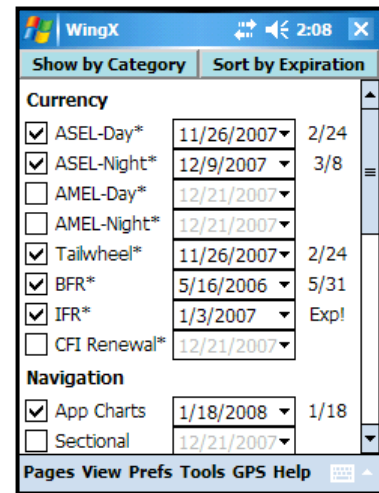 WingX 2:08
Show by Category Sort by Expiration
Currency
ASEL-Day* 11/26/2007 2/24
ASEL-Night* 12/9/2007 3/8
AMEL-Day* 12/21/2007
AMEL-Night* 12/21/2007
Tailwheel* 11/26/2007 2/24
BFR* 5/16/2006 5/31
IFR* 1/3/2007 Exp!
CFI Renewal* 12/21/2007
Navigation
App Charts 1/18/2008 1/18
Sectional 12/21/2007
Pages View Prefs Tools GPS Help